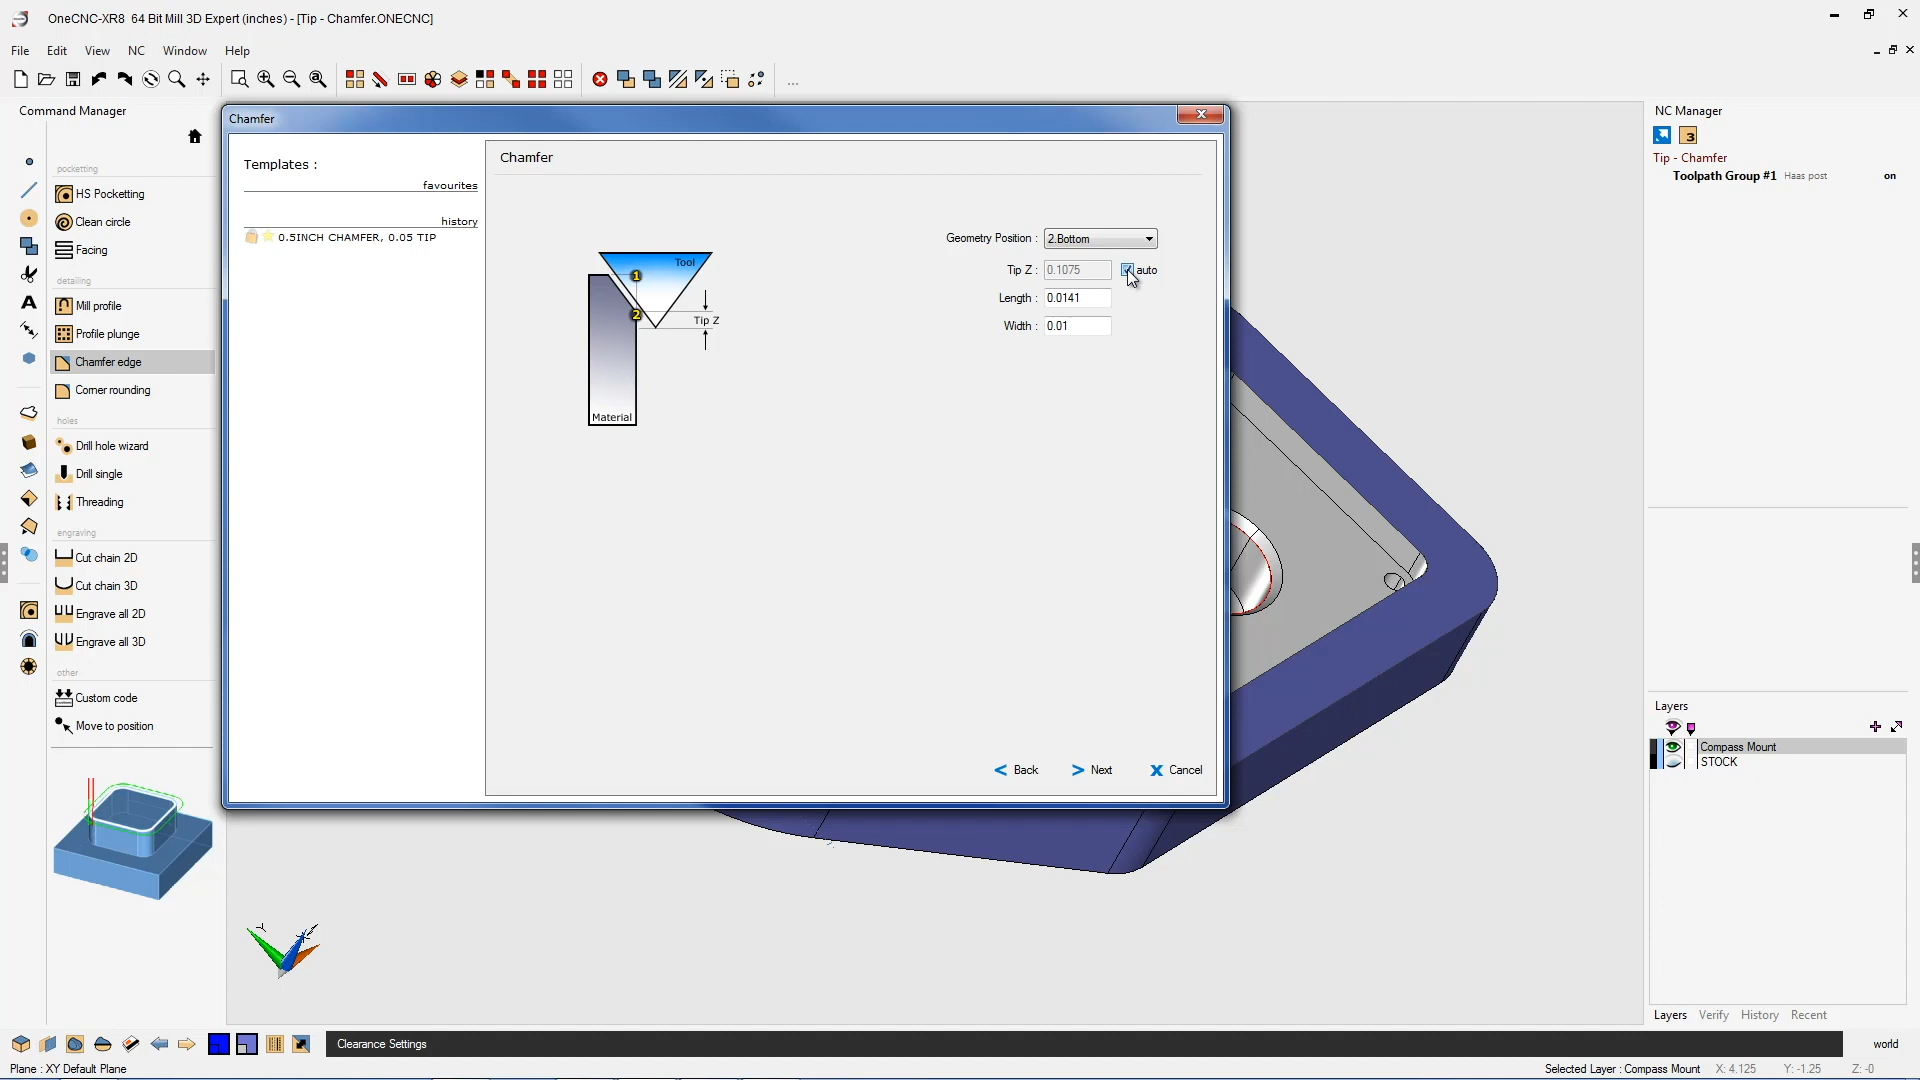 OneCNC-XR8 64 Bit Mill 3D Expert (inches) - [Tip - Chamfer.ONECNC]
File Edit View NC Window Help
...
Command Manager
pocketting
HS Pocketting
Clean circle
Facing
detailing
Mill profile
Profile plunge
Chamfer edge
Corner rounding
holes
Drill hole wizard
Drill single
Threading
engraving
Cut chain 2D
Cut chain 3D
Engrave all 2D
Engrave all 3D
other
Custom code
Move to position
Chamfer
Templates :
favourites
history
0.5INCH CHAMFER, 0.05 TIP
Chamfer
Tool
1
2
Tip Z
Material
Geometry Position : 2.Bottom
Tip Z : 0.1075 auto
Length : 0.0141
Width : 0.01
< Back > Next X Cancel
NC Manager
3
Tip - Chamfer
Toolpath Group #1 Haas post on
Layers
Compass Mount
STOCK
Layers Verify History Recent
Clearance Settings
world
Plane : XY Default Plane
Selected Layer : Compass Mount X: 4.125 Y: -1.25 Z: -0